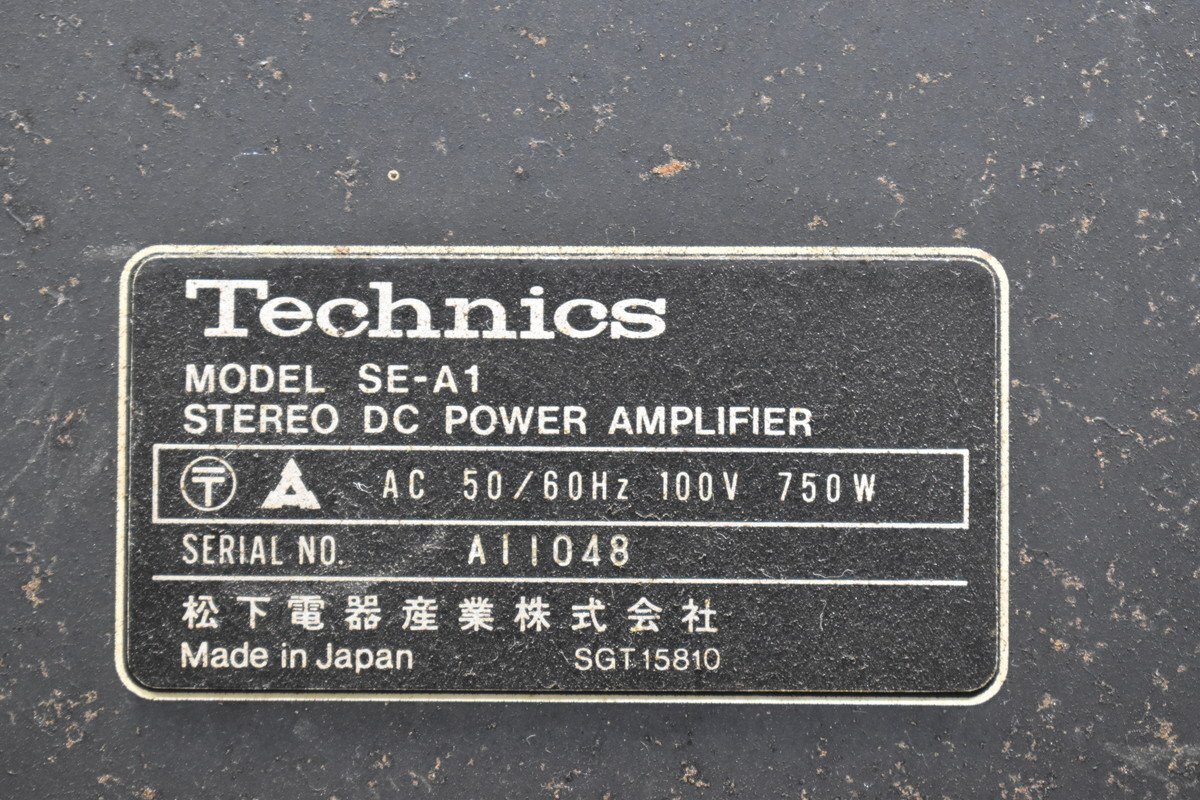 Technics
MODEL SE-A1
STEREO DC POWER AMPLIFIER
〒 AC 50/60Hz 100V 750W
SERIAL NO. A11048
松下電器産業株式会社
Made in Japan SGT15810